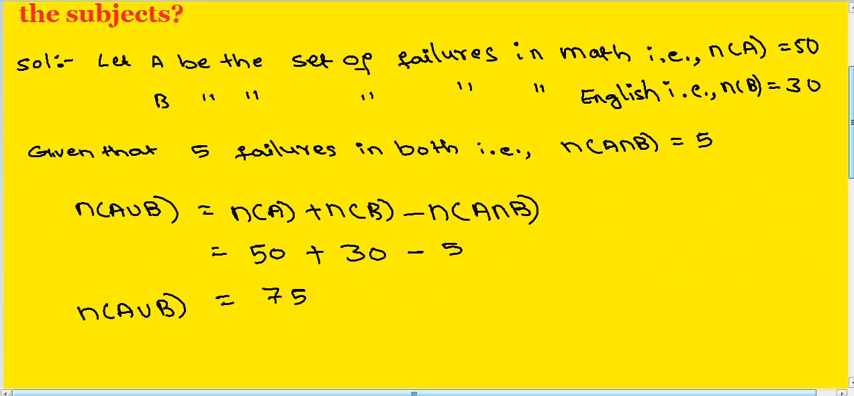 the subjects?
Sol:- Let A be the set of failures in math i.e., n(A) = 50
B " " " " " English i.e., n(B) = 30
Given that 5 failures in both i.e., n(A∩B) = 5
n(A∪B) = n(A) + n(B) - n(A∩B)
= 50 + 30 - 5
n(A∪B) = 75